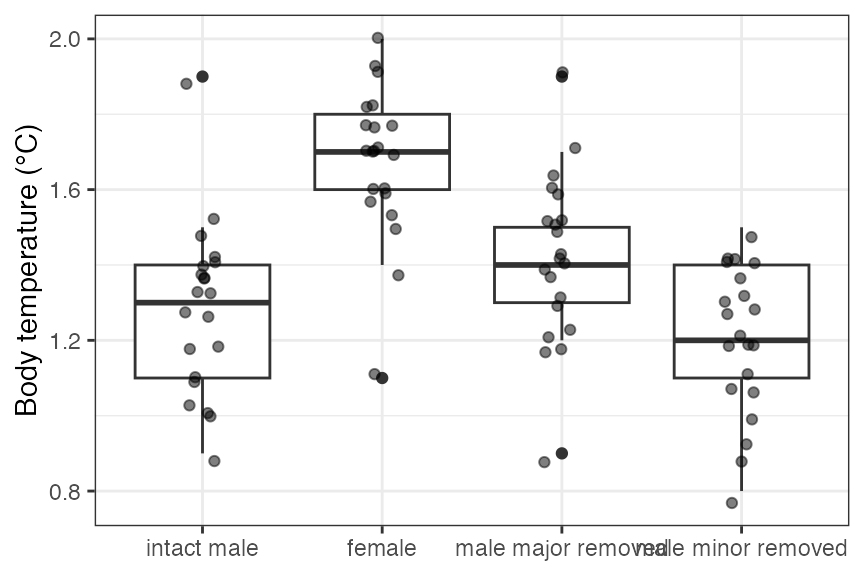 Body temperature (°C)
2.0
1.6
1.2
0.8
intact male
female
male major removed
male minor removed